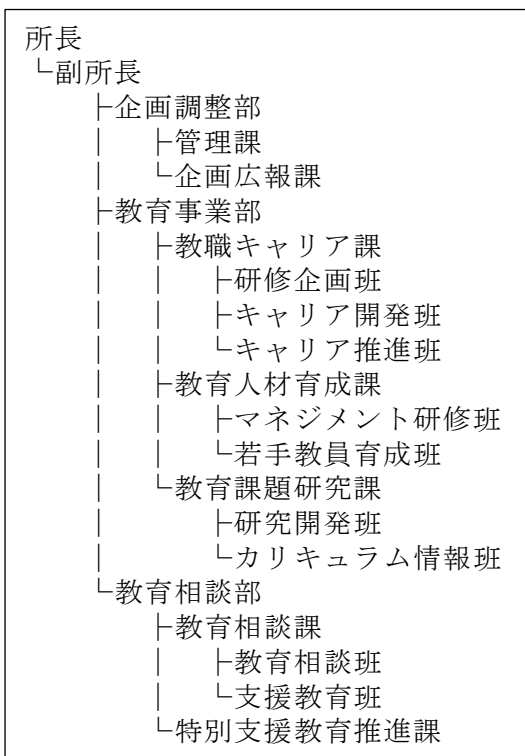 所長
└副所長
├企画調整部
│ ├管理課
│ └企画広報課
├教育事業部
│ ├教職キャリア課
│ │ ├研修企画班
│ │ ├キャリア開発班
│ │ └キャリア推進班
│ ├教育人材育成課
│ │ ├マネジメント研修班
│ │ └若手教員育成班
│ └教育課題研究課
│ ├研究開発班
│ └カリキュラム情報班
└教育相談部
├教育相談課
│ ├教育相談班
│ └支援教育班
└特別支援教育推進課